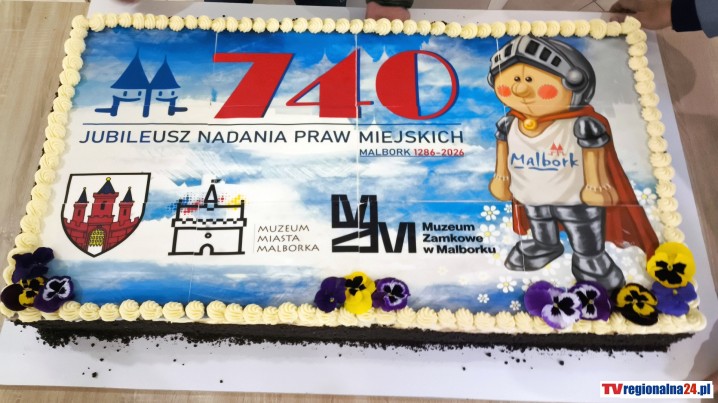 740
JUBILEUSZ NADANIA PRAW MIEJSKICH
MALBORK 1286-2026
Malbork
MUZEUM
MIASTA
MALBORKA
Muzeum
Zamkowe
w Malborku
TVregionalna24.pl